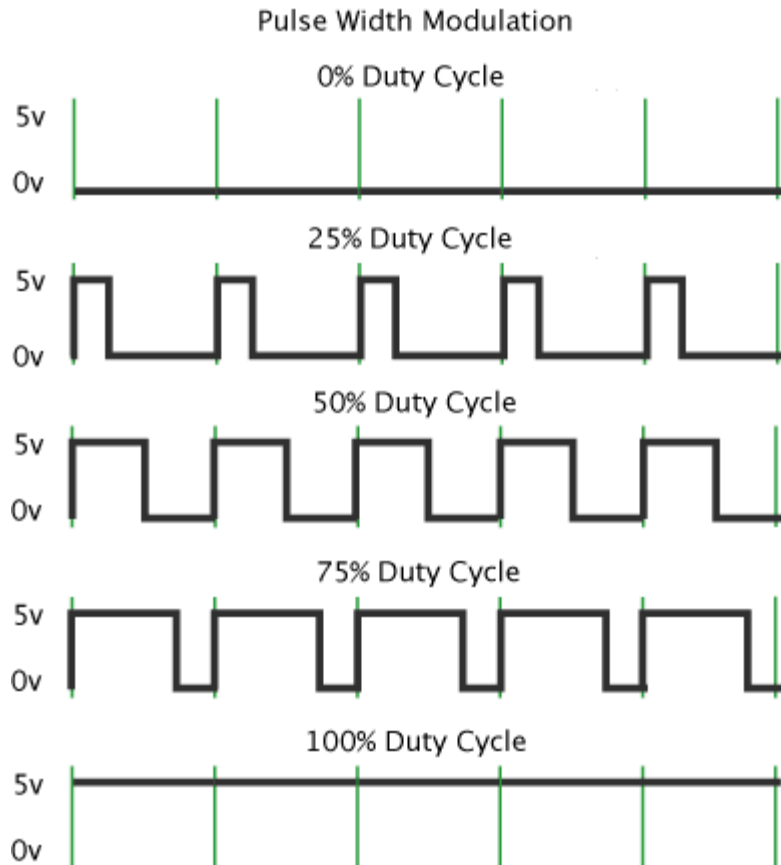 Pulse Width Modulation
0% Duty Cycle
5v
0v
25% Duty Cycle
5v
0v
50% Duty Cycle
5v
0v
75% Duty Cycle
5v
0v
100% Duty Cycle
5v
0v